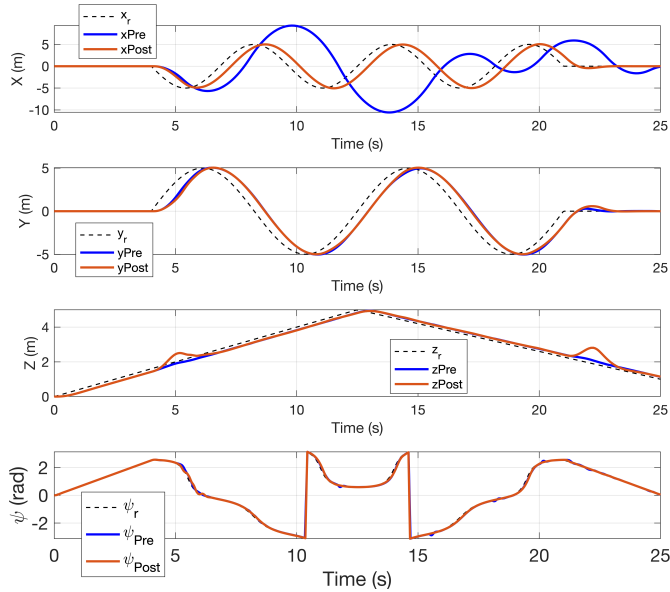 x_r
xPre
xPost
X (m)
5
0
-5
-10
0 5 10 15 20 25
Time (s)
Y (m)
5
0
-5
y_r
yPre
yPost
0 5 10 15 20 25
Time (s)
Z (m)
4
2
0
z_r
zPre
zPost
0 5 10 15 20 25
Time (s)
ψ (rad)
2
0
-2
ψ_r
ψ_Pre
ψ_Post
0 5 10 15 20 25
Time (s)